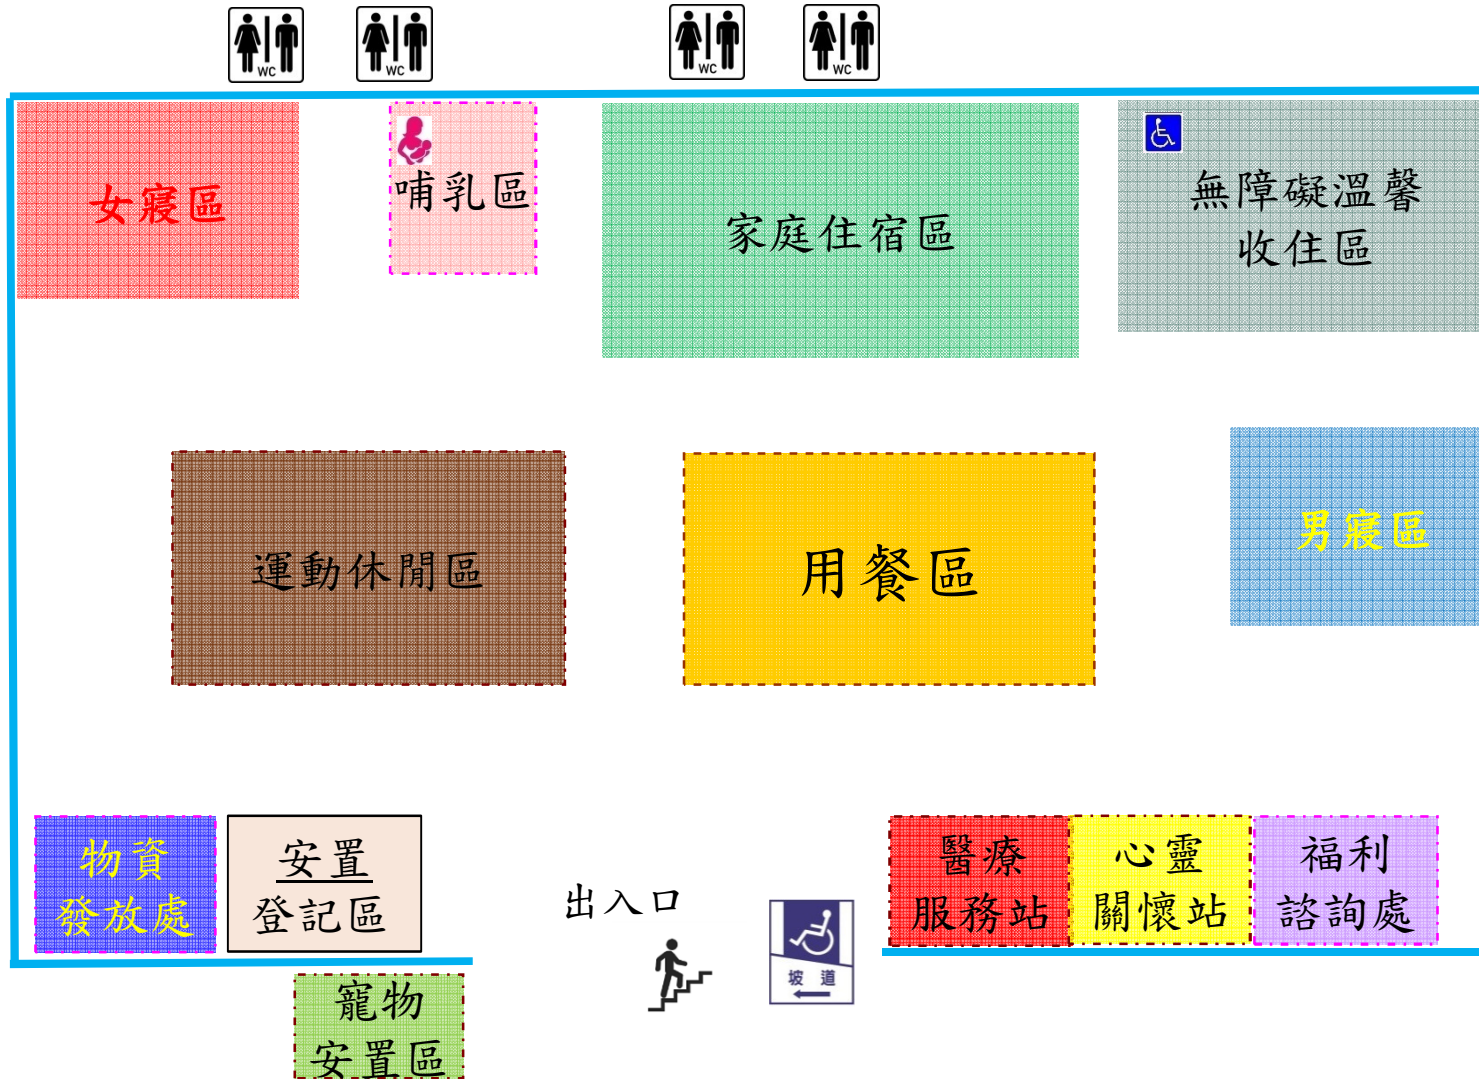 WC
WC
WC
WC
女寢區
哺乳區
家庭住宿區
無障礙溫馨
收住區
運動休閒區
用餐區
男寢區
物資
發放處
安置
登記區
出入口
坡道
醫療
服務站
心靈
關懷站
福利
諮詢處
寵物
安置區